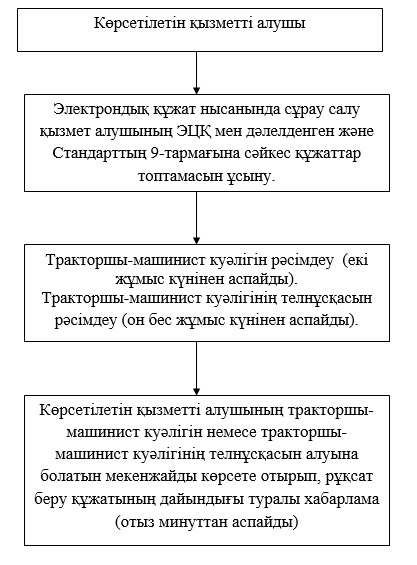 Көрсетілетін қызметті алушы
Электрондық құжат нысанында сұрау салу
қызмет алушының ЭЦҚ мен дәлелденген және
Стандарттың 9-тармағына сәйкес құжаттар
топтамасын ұсыну.
Тракторшы-машинист куәлігін рәсімдеу (екі
жұмыс күнінен аспайды).
Тракторшы-машинист куәлігінің телнұсқасын
рәсімдеу (он бес жұмыс күнінен аспайды).
Көрсетілетін қызметті алушының тракторшы-
машинист куәлігін немесе тракторшы-
машинист куәлігінің телнұсқасын алуына
болатын мекенжайды көрсете отырып, рұқсат
беру құжатының дайындығы туралы хабарлама
(отыз минуттан аспайды)